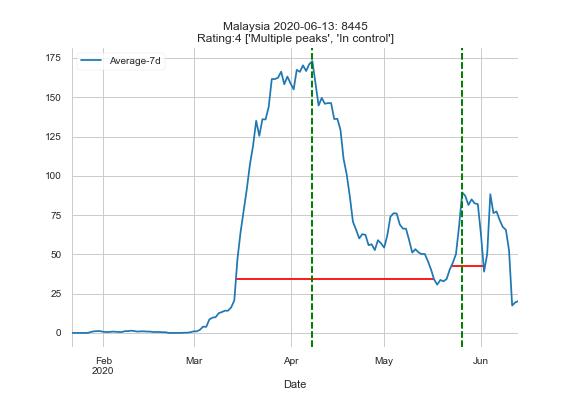 Malaysia 2020-06-13: 8445
Rating:4 ['Multiple peaks', 'In control']
Average-7d
175
150
125
100
75
50
25
0
Feb
2020
Mar
Apr
May
Jun
Date